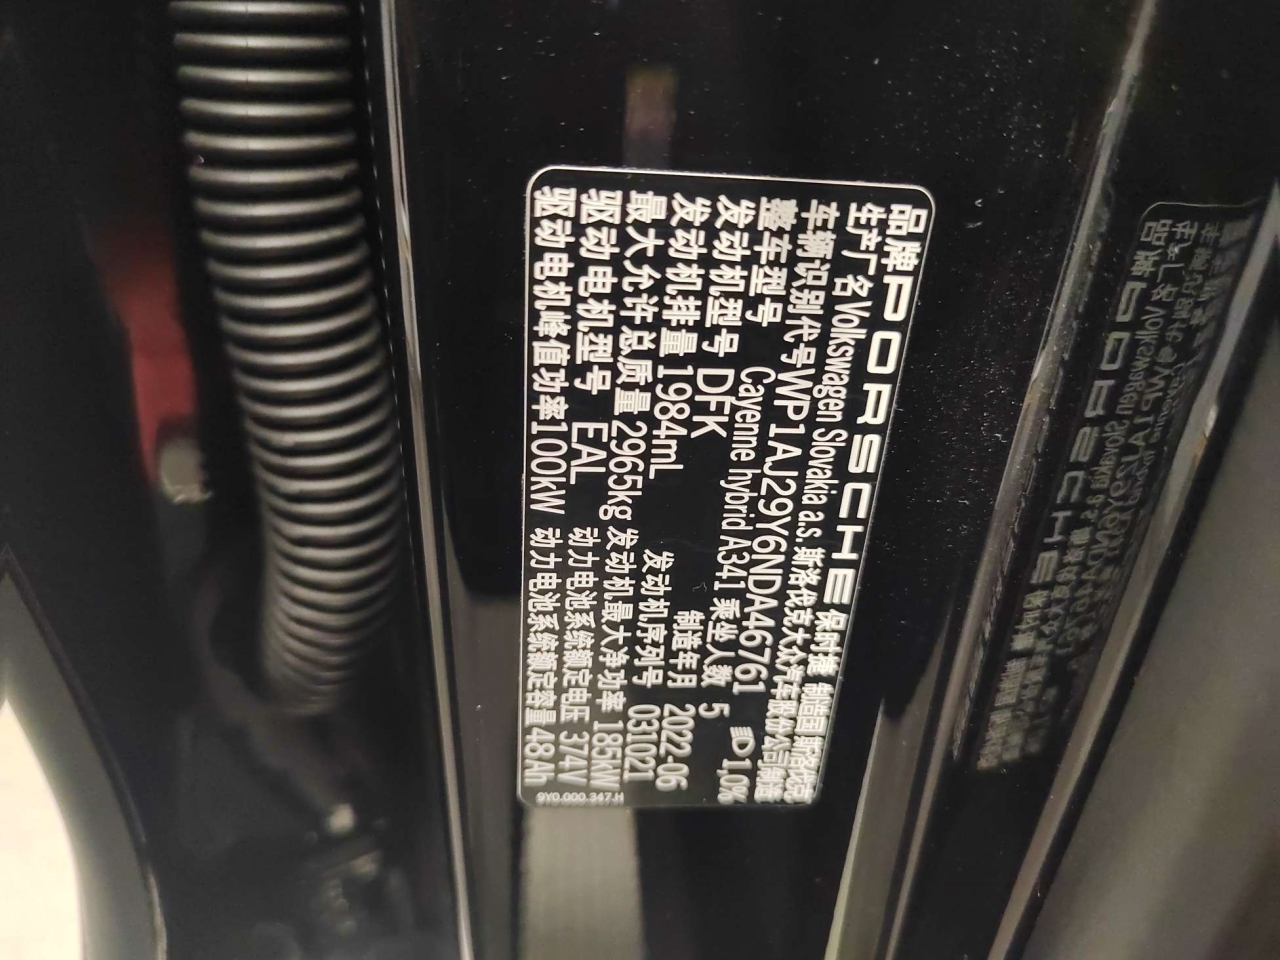 品牌PORSCHE保时捷 制造国斯洛伐克
生产厂名Volkswagen Slovakia a.s.斯洛伐克大众汽车股份公司制造
车辆识别代号WP1AJ29Y6NDA46761
整车型号 Cayenne hybrid A341 乘坐人数 5 1,0%
发动机型号 DFK 制造年月 2022-06
发动机排量1984mL 发动机序列号 031021
最大允许总质量2965kg 发动机最大净功率 185kW
驱动电机型号 EAL 动力电池系统额定电压 374V
驱动电机峰值功率100kW 动力电池系统额定容量48Ah
9Y0.000.347.H